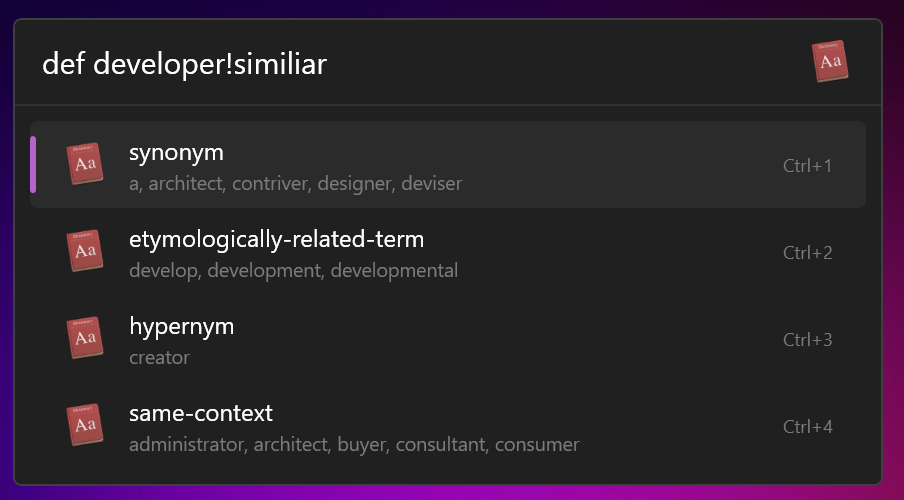 def developer!similiar
Aa
synonym
a, architect, contriver, designer, deviser
Ctrl+1
Aa
etymologically-related-term
develop, development, developmental
Ctrl+2
Aa
hypernym
creator
Ctrl+3
Aa
same-context
administrator, architect, buyer, consultant, consumer
Ctrl+4
Aa